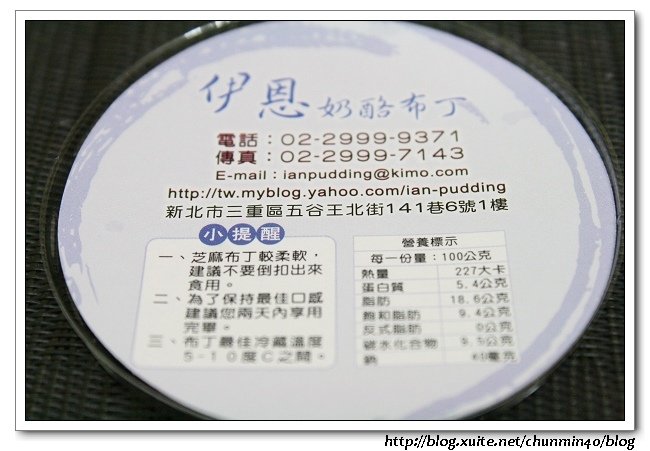 伊恩 奶酪布丁
電話：02-2999-9371
傳真：02-2999-7143
E-mail：ianpudding@kimo.com
http://tw.myblog.yahoo.com/ian-pudding
新北市三重區五谷王北街141巷6號1樓
小提醒
一、芝麻布丁較柔軟，
建議不要倒扣出來
食用。
二、為了保持最佳口感
建議您兩天內享用
完畢。
三、布丁最佳冷藏溫度
5-10度C之間。
營養標示
每一份量：100公克
熱量 227大卡
蛋白質 5.4公克
脂肪 18.6公克
飽和脂肪 9.4公克
反式脂肪 0公克
碳水化合物 9.5公克
鈉 60毫克
http://blog.xuite.net/chunmin40/blog